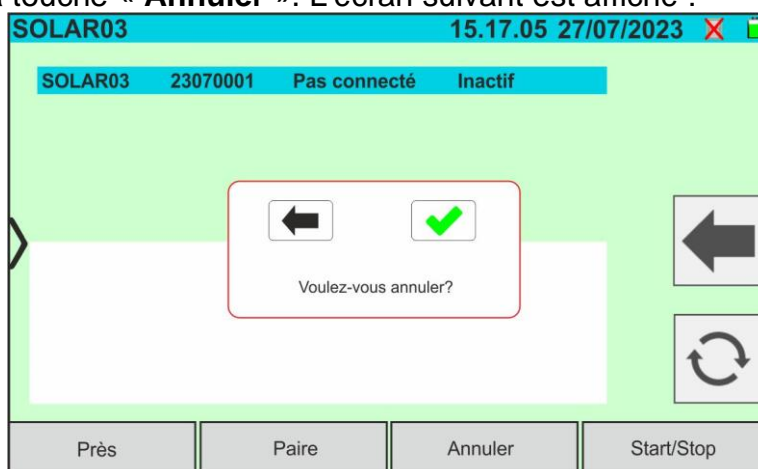 touche « Annuler ». L'écran suivant est affiché :
SOLAR03 15.17.05 27/07/2023
SOLAR03 23070001 Pas connecté Inactif
Voulez-vous annuler?
Près Paire Annuler Start/Stop